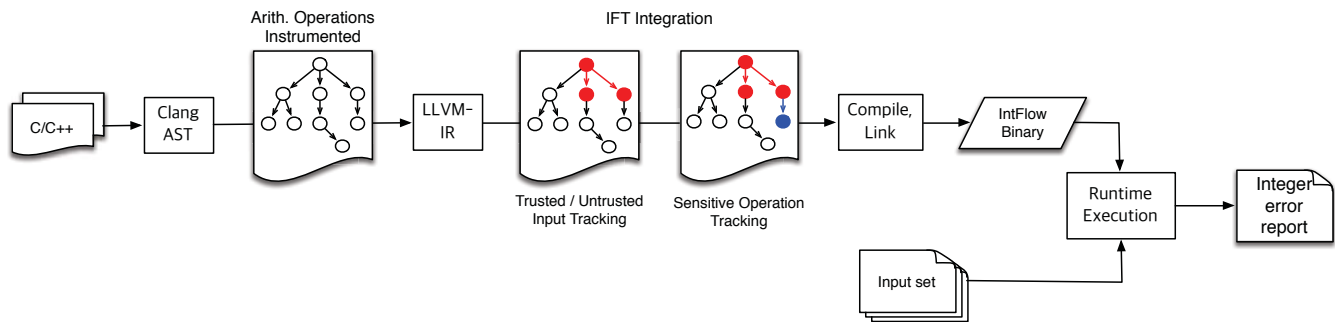 Arith. Operations
Instrumented
IFT Integration
C/C++
Clang
AST
LLVM-
IR
Compile,
Link
IntFlow
Binary
Trusted / Untrusted
Input Tracking
Sensitive Operation
Tracking
Runtime
Execution
Integer
error
report
Input set